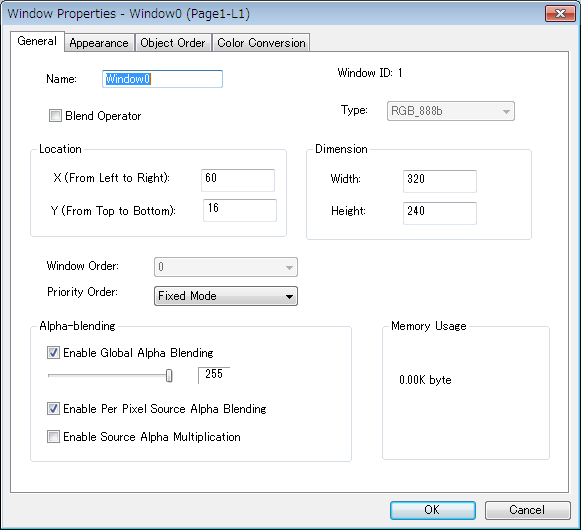 Window Properties - Window0 (Page1-L1)
General Appearance Object Order Color Conversion
Name: Window0
Window ID: 1
Blend Operator
Type: RGB_888b
Location
X (From Left to Right): 60
Y (From Top to Bottom): 16
Dimension
Width: 320
Height: 240
Window Order: 0
Priority Order: Fixed Mode
Alpha-blending
Enable Global Alpha Blending
255
Enable Per Pixel Source Alpha Blending
Enable Source Alpha Multiplication
Memory Usage
0.00K byte
OK Cancel